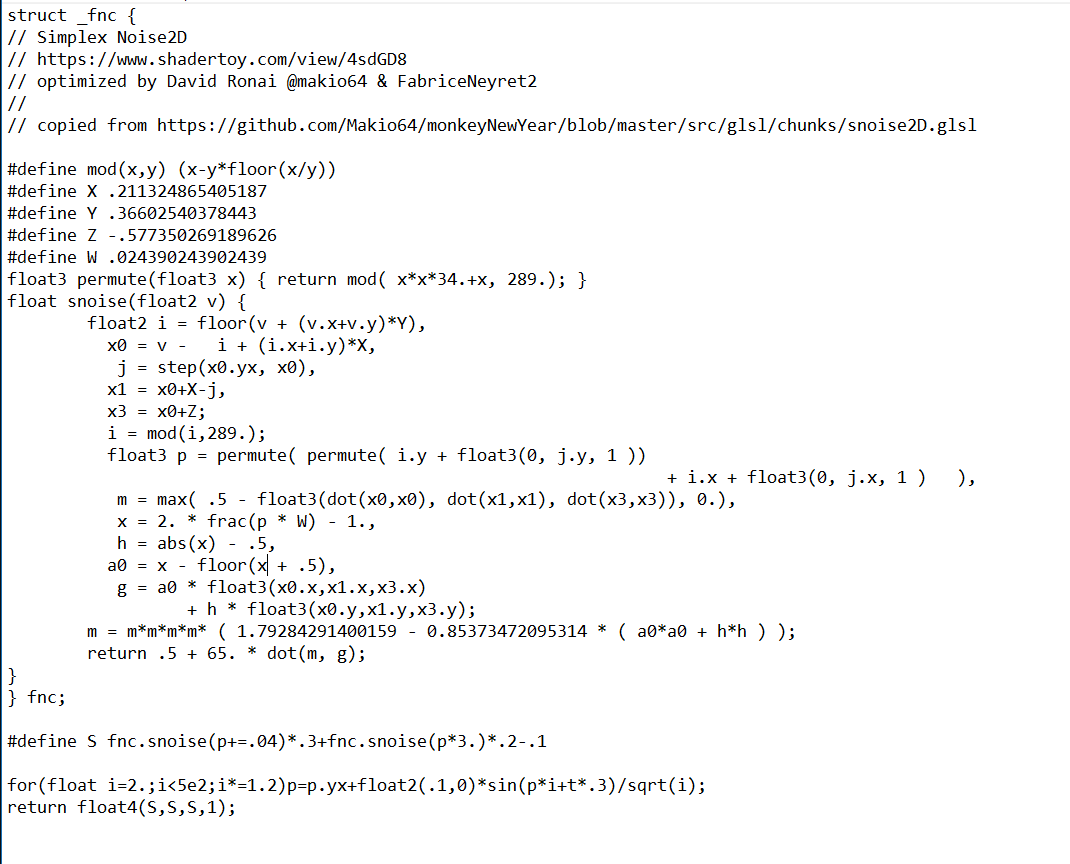 struct _fnc {
// Simplex Noise2D
// https://www.shadertoy.com/view/4sdGD8
// optimized by David Ronai @makio64 & FabriceNeyret2
//
// copied from https://github.com/Makio64/monkeyNewYear/blob/master/src/glsl/chunks/snoise2D.glsl

#define mod(x,y) (x-y*floor(x/y))
#define X .211324865405187
#define Y .36602540378443
#define Z -.577350269189626
#define W .024390243902439
float3 permute(float3 x) { return mod( x*x*34.+x, 289.); }
float snoise(float2 v) {
        float2 i = floor(v + (v.x+v.y)*Y),
          x0 = v -   i + (i.x+i.y)*X,
           j = step(x0.yx, x0),
          x1 = x0+X-j,
          x3 = x0+Z;
          i = mod(i,289.);
          float3 p = permute( permute( i.y + float3(0, j.y, 1 ))
                                                                  + i.x + float3(0, j.x, 1 )   ),
           m = max( .5 - float3(dot(x0,x0), dot(x1,x1), dot(x3,x3)), 0.),
           x = 2. * frac(p * W) - 1.,
           h = abs(x) - .5,
          a0 = x - floor(x + .5),
           g = a0 * float3(x0.x,x1.x,x3.x)
                  + h * float3(x0.y,x1.y,x3.y);
        m = m*m*m*m* ( 1.79284291400159 - 0.85373472095314 * ( a0*a0 + h*h ) );
        return .5 + 65. * dot(m, g);
}
} fnc;

#define S fnc.snoise(p+=.04)*.3+fnc.snoise(p*3.)*.2-.1

for(float i=2.;i<5e2;i*=1.2)p=p.yx+float2(.1,0)*sin(p*i+t*.3)/sqrt(i);
return float4(S,S,S,1);